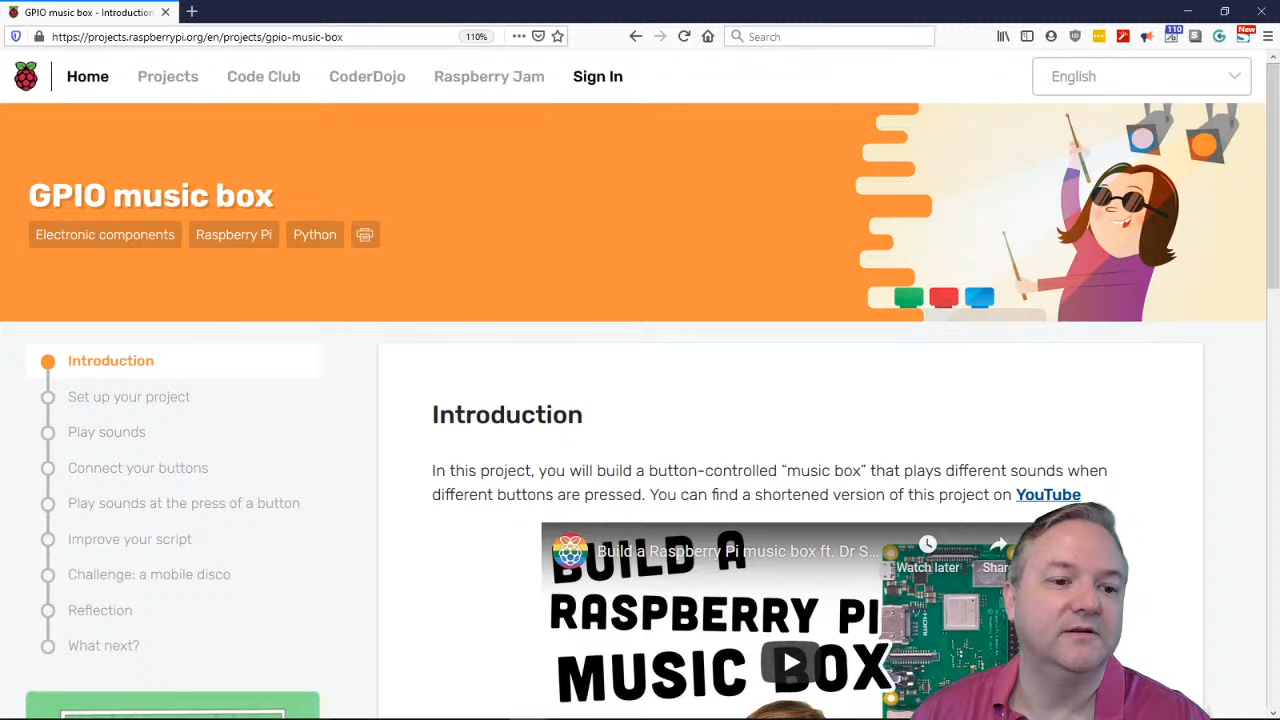 GPIO music box - Introduction
https://projects.raspberrypi.org/en/projects/gpio-music-box
110%
Search
110
New
Home
Projects
Code Club
CoderDojo
Raspberry Jam
Sign In
English
GPIO music box
Electronic components
Raspberry Pi
Python
Introduction
Set up your project
Play sounds
Connect your buttons
Play sounds at the press of a button
Improve your script
Challenge: a mobile disco
Reflection
What next?
Introduction
In this project, you will build a button-controlled “music box” that plays different sounds when
different buttons are pressed. You can find a shortened version of this project on YouTube
Build a Raspberry Pi music box ft. Dr S...
Watch later
Shar
BUILD A
RASPBERRY PI
MUSIC BOX